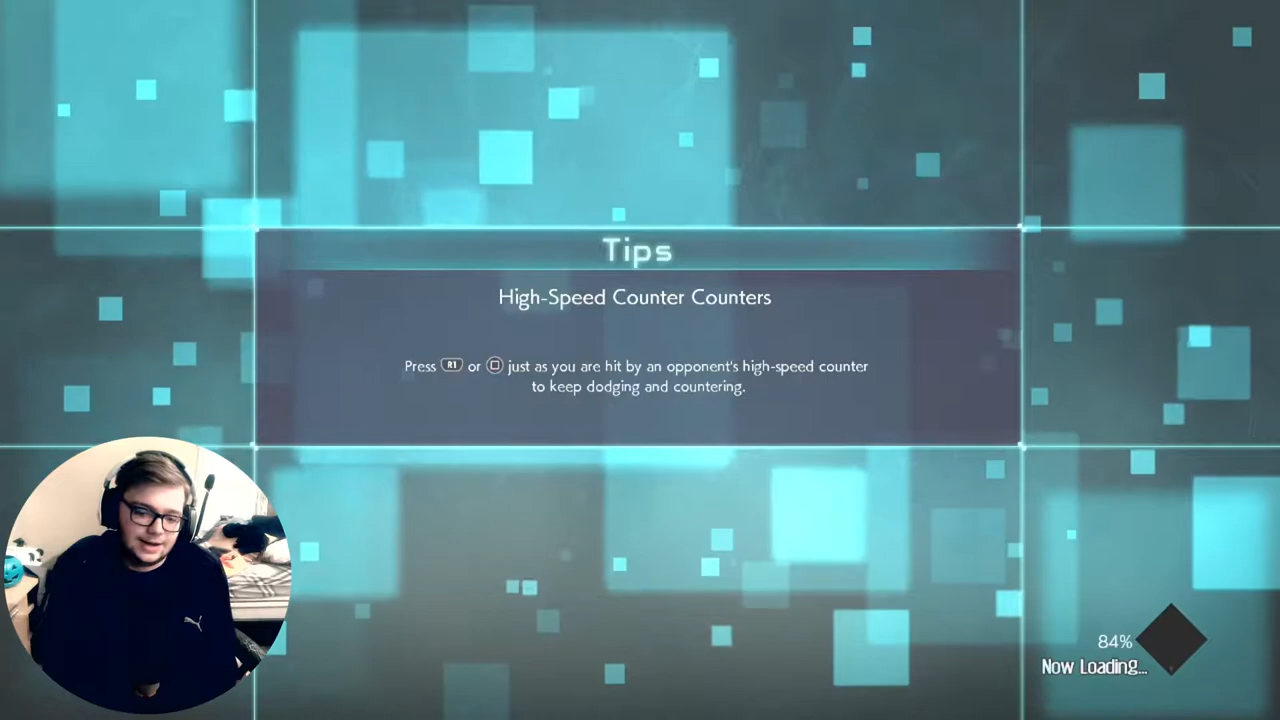 Tips
High-Speed Counter Counters
Press R1 or just as you are hit by an opponent's high-speed counter
to keep dodging and countering.
84%
Now Loading...